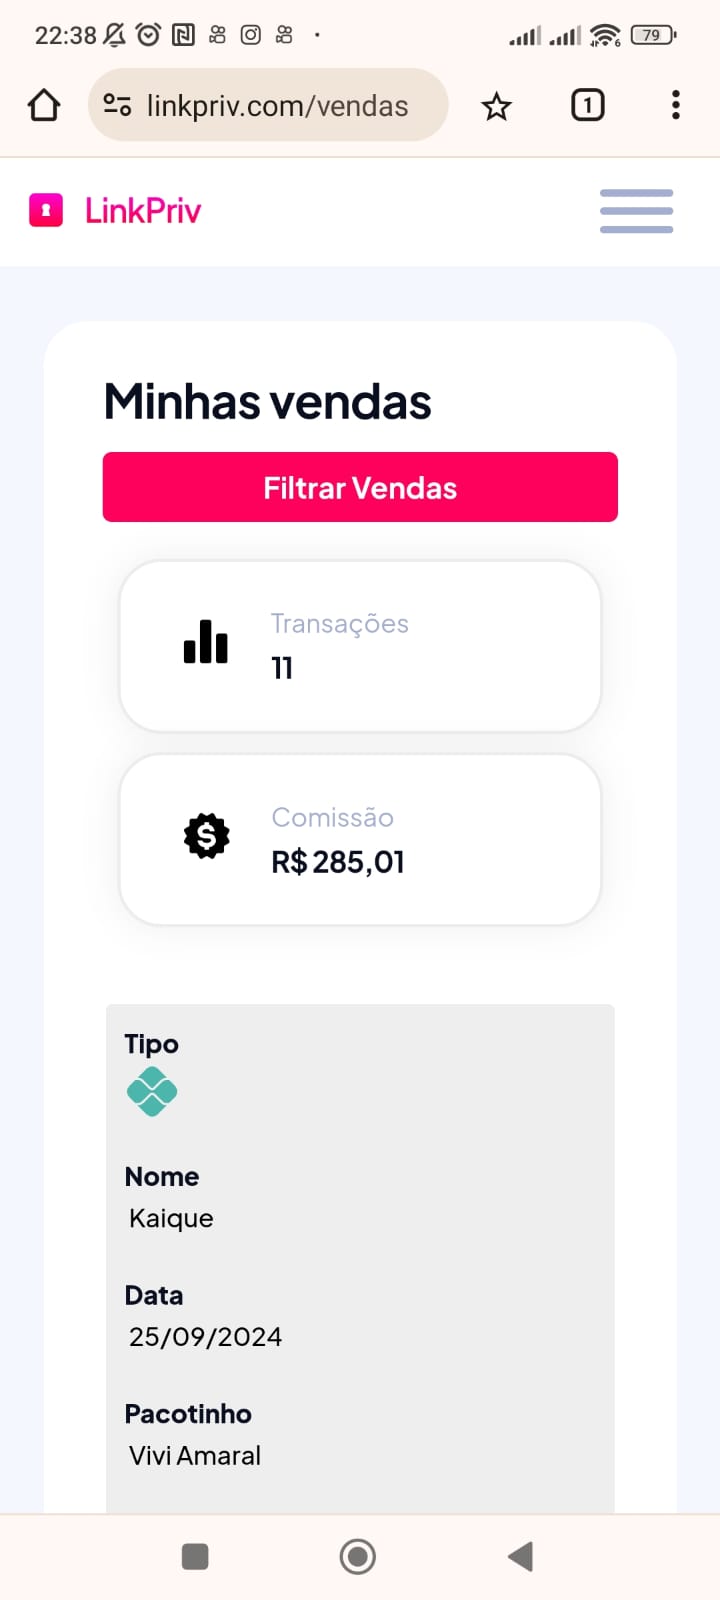 22:38
79
linkpriv.com/vendas
1
LinkPriv
Minhas vendas
Filtrar Vendas
Transações
11
Comissão
R$ 285,01
Tipo
Nome
Kaique
Data
25/09/2024
Pacotinho
Vivi Amaral